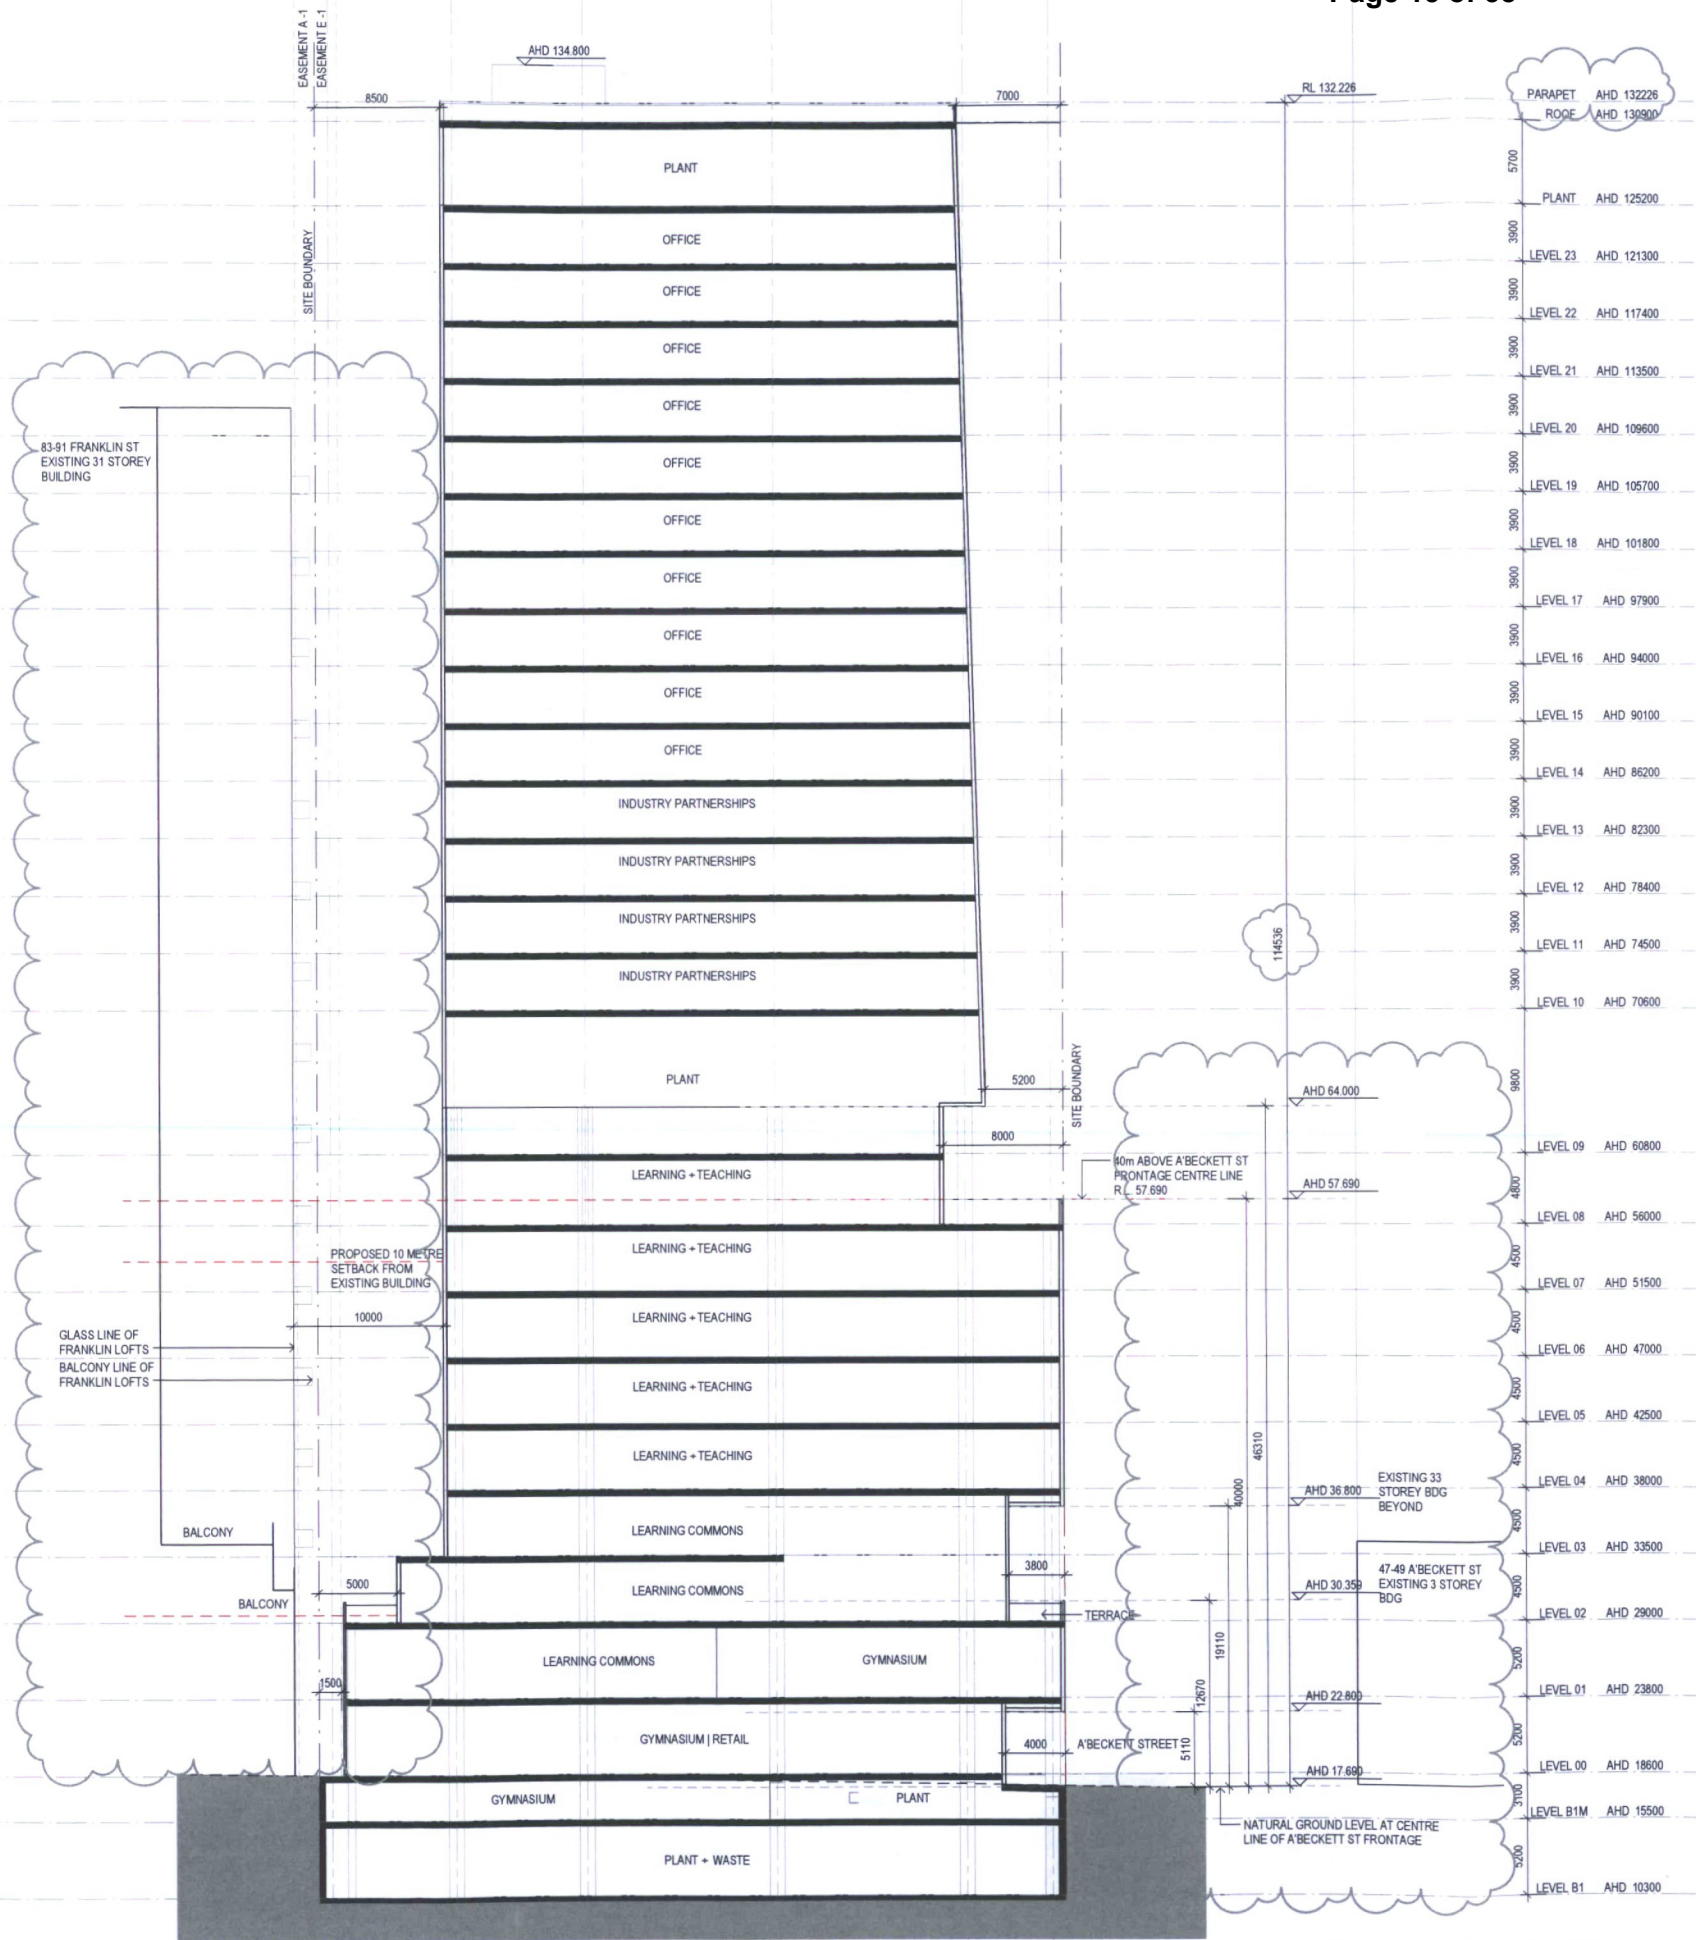 EASEMENT A -1
EASEMENT E -1
AHD 134.800
8500
7000
RL 132.226
PARAPET AHD 132226
ROOF AHD 130900
5700
PLANT
PLANT AHD 125200
SITE BOUNDARY
3900
OFFICE
LEVEL 23 AHD 121300
3900
OFFICE
LEVEL 22 AHD 117400
3900
OFFICE
LEVEL 21 AHD 113500
3900
OFFICE
LEVEL 20 AHD 109600
83-91 FRANKLIN ST
EXISTING 31 STOREY
BUILDING
3900
OFFICE
LEVEL 19 AHD 105700
3900
OFFICE
LEVEL 18 AHD 101800
3900
OFFICE
LEVEL 17 AHD 97900
3900
OFFICE
LEVEL 16 AHD 94000
3900
OFFICE
LEVEL 15 AHD 90100
3900
OFFICE
LEVEL 14 AHD 86200
3900
INDUSTRY PARTNERSHIPS
LEVEL 13 AHD 82300
3900
INDUSTRY PARTNERSHIPS
LEVEL 12 AHD 78400
3900
INDUSTRY PARTNERSHIPS
114536
LEVEL 11 AHD 74500
3900
INDUSTRY PARTNERSHIPS
LEVEL 10 AHD 70600
9800
PLANT
5200
SITE BOUNDARY
AHD 64.000
8000
LEVEL 09 AHD 60800
40m ABOVE A'BECKETT ST
FRONTAGE CENTRE LINE
R.L. 57.690
LEARNING + TEACHING
AHD 57.690
4800
LEVEL 08 AHD 56000
LEARNING + TEACHING
4500
PROPOSED 10 METRE
SETBACK FROM
EXISTING BUILDING
LEVEL 07 AHD 51500
10000
LEARNING + TEACHING
4500
GLASS LINE OF
FRANKLIN LOFTS
LEVEL 06 AHD 47000
BALCONY LINE OF
FRANKLIN LOFTS
LEARNING + TEACHING
4500
LEVEL 05 AHD 42500
46310
LEARNING + TEACHING
4500
LEVEL 04 AHD 38000
40000
AHD 36.800
EXISTING 33
STOREY BDG
BEYOND
BALCONY
LEARNING COMMONS
4500
LEVEL 03 AHD 33500
5000
3800
LEARNING COMMONS
AHD 30.359
47-49 A'BECKETT ST
EXISTING 3 STOREY
BDG
4500
BALCONY
TERRACE
LEVEL 02 AHD 29000
19110
LEARNING COMMONS
GYMNASIUM
5200
1500
12670
AHD 22.800
LEVEL 01 AHD 23800
GYMNASIUM | RETAIL
4000
A'BECKETT STREET
5110
5200
AHD 17.690
LEVEL 00 AHD 18600
GYMNASIUM
PLANT
3100
LEVEL B1M AHD 15500
NATURAL GROUND LEVEL AT CENTRE
LINE OF A'BECKETT ST FRONTAGE
PLANT + WASTE
5200
LEVEL B1 AHD 10300